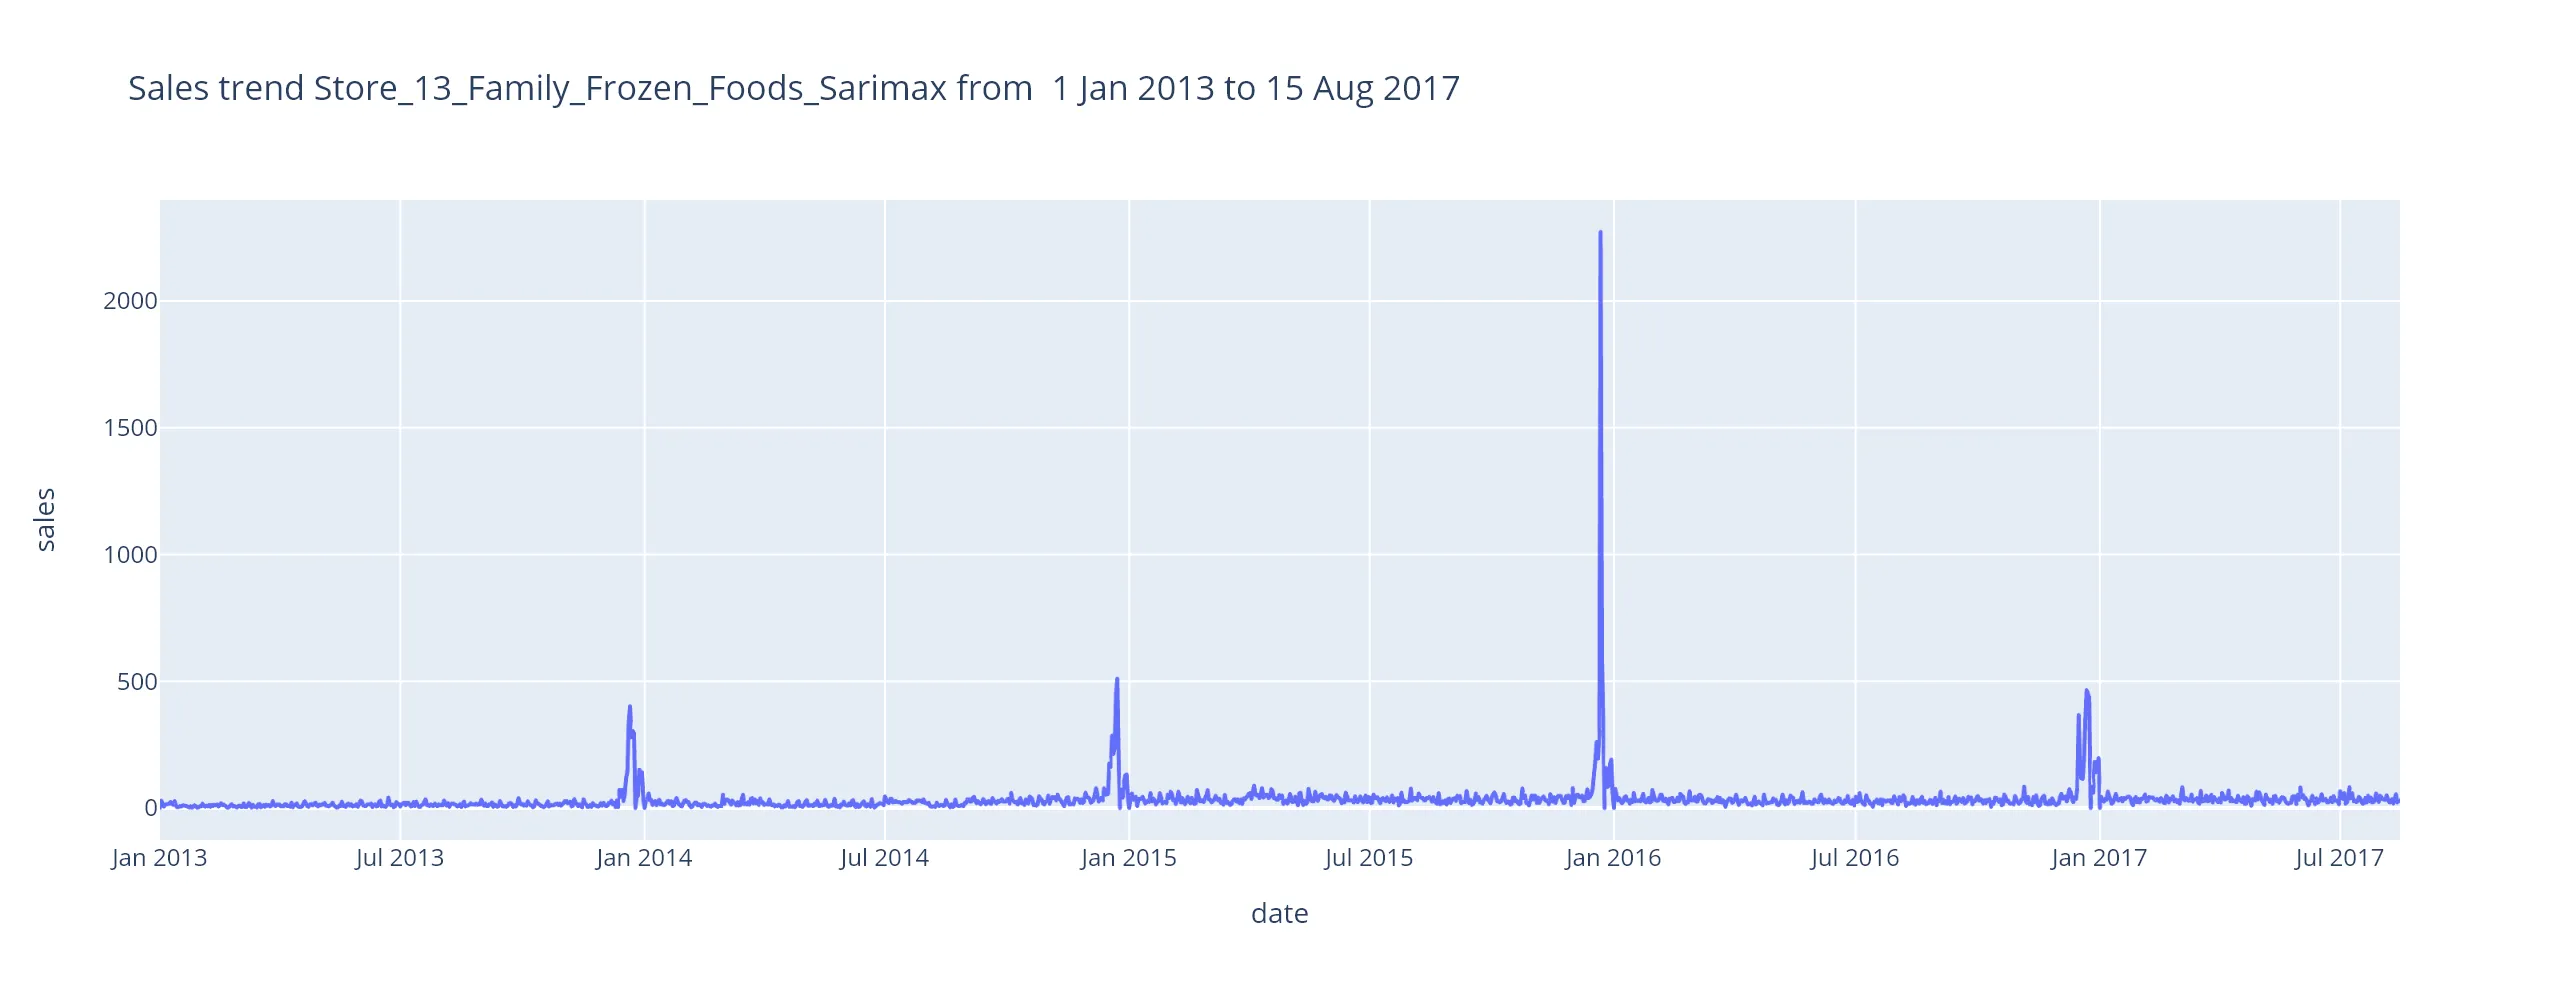 Sales trend Store_13_Family_Frozen_Foods_Sarimax from  1 Jan 2013 to 15 Aug 2017
2000
1500
1000
500
0
sales
Jan 2013 Jul 2013 Jan 2014 Jul 2014 Jan 2015 Jul 2015 Jan 2016 Jul 2016 Jan 2017 Jul 2017
date